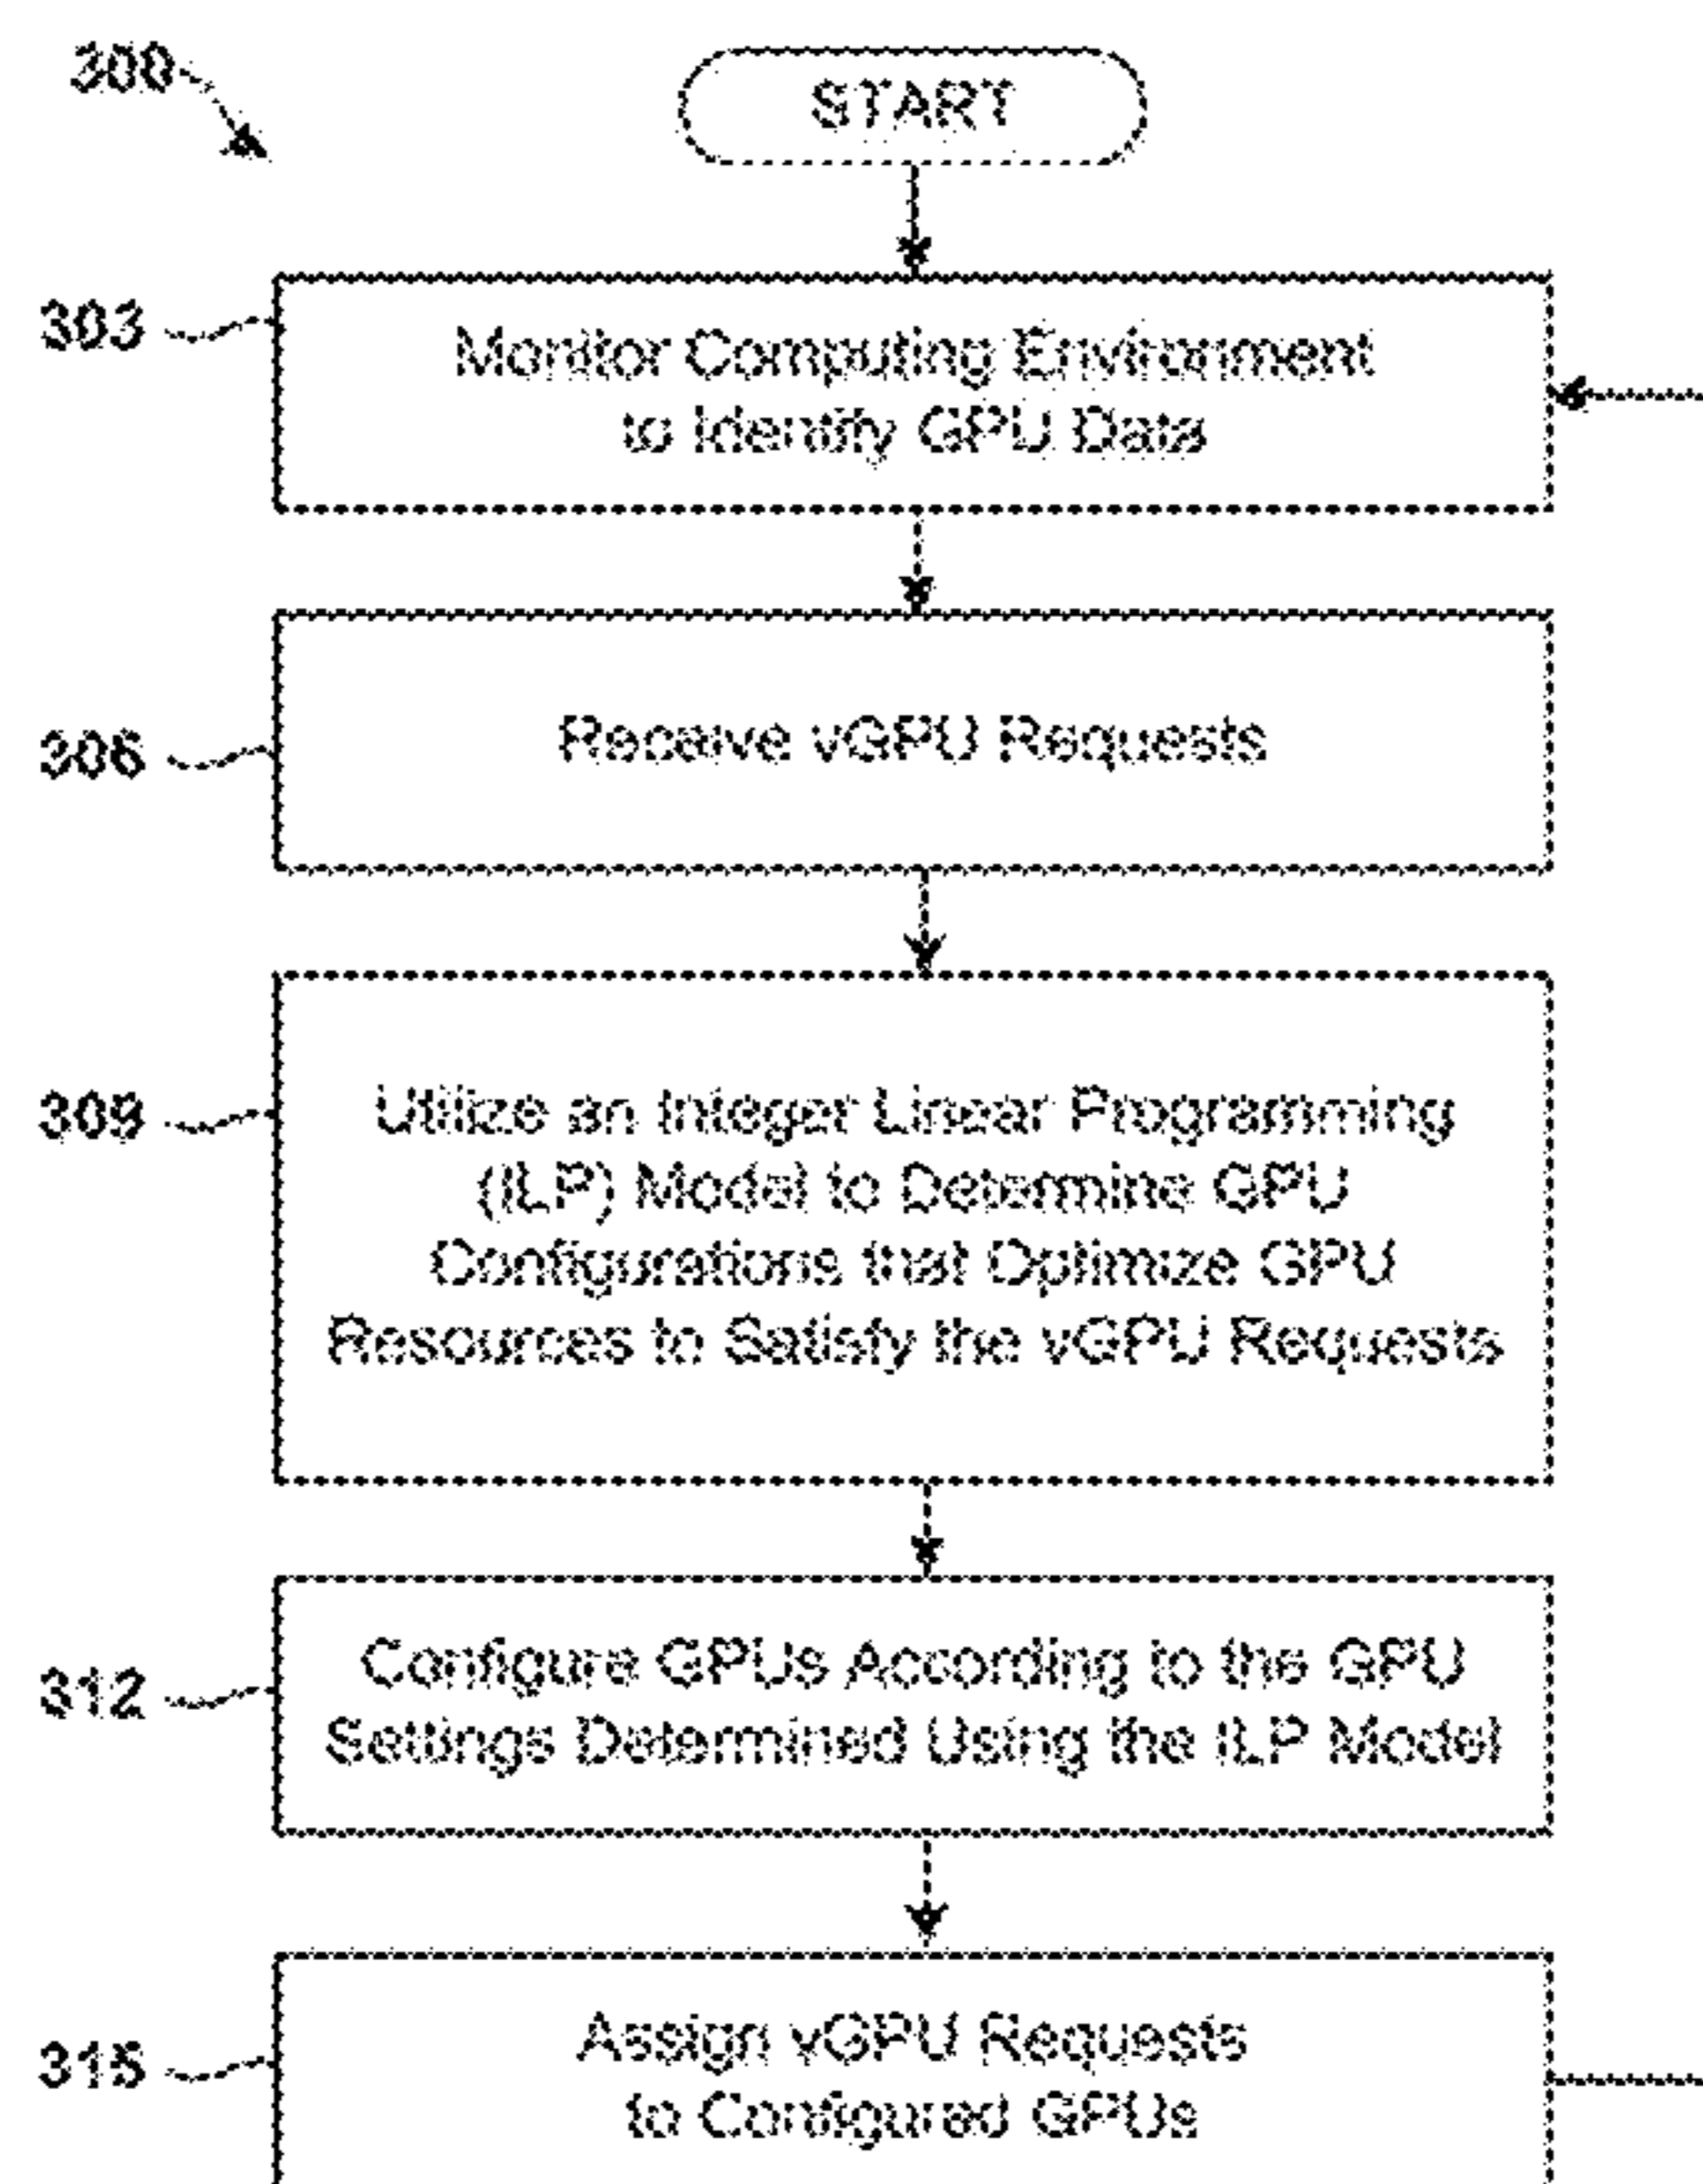 300
START
303
Monitor Computing Environment
to Identify GPU Data
306
Receive vGPU Requests
309
Utilize an Integer Linear Programming
(ILP) Model to Determine GPU
Configurations that Optimize GPU
Resources to Satisfy the vGPU Requests
312
Configure GPUs According to the GPU
Settings Determined Using the ILP Model
315
Assign vGPU Requests
to Configured GPUs